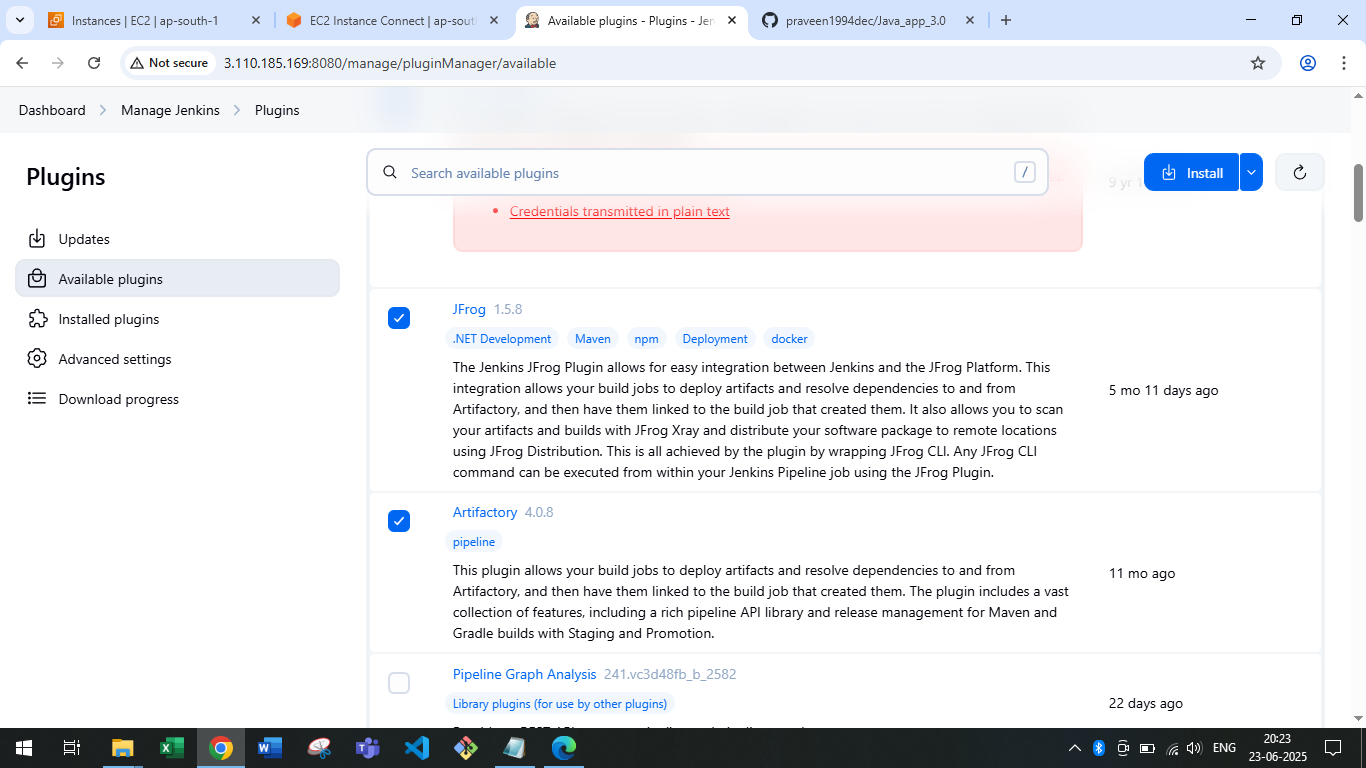 Instances | EC2 | ap-south-1
EC2 Instance Connect | ap-sout
Available plugins - Plugins - Jen
praveen1994dec/Java_app_3.0
Not secure
3.110.185.169:8080/manage/pluginManager/available
Dashboard
Manage Jenkins
Plugins
Plugins
Updates
Available plugins
Installed plugins
Advanced settings
Download progress
Search available plugins
/
Install
9 yr
Credentials transmitted in plain text
JFrog 1.5.8
.NET Development
Maven
npm
Deployment
docker
The Jenkins JFrog Plugin allows for easy integration between Jenkins and the JFrog Platform. This
integration allows your build jobs to deploy artifacts and resolve dependencies to and from
Artifactory, and then have them linked to the build job that created them. It also allows you to scan
your artifacts and builds with JFrog Xray and distribute your software package to remote locations
using JFrog Distribution. This is all achieved by the plugin by wrapping JFrog CLI. Any JFrog CLI
command can be executed from within your Jenkins Pipeline job using the JFrog Plugin.
5 mo 11 days ago
Artifactory 4.0.8
pipeline
This plugin allows your build jobs to deploy artifacts and resolve dependencies to and from
Artifactory, and then have them linked to the build job that created them. The plugin includes a vast
collection of features, including a rich pipeline API library and release management for Maven and
Gradle builds with Staging and Promotion.
11 mo ago
Pipeline Graph Analysis 241.vc3d48fb_b_2582
Library plugins (for use by other plugins)
22 days ago
ENG
20:23
23-06-2025